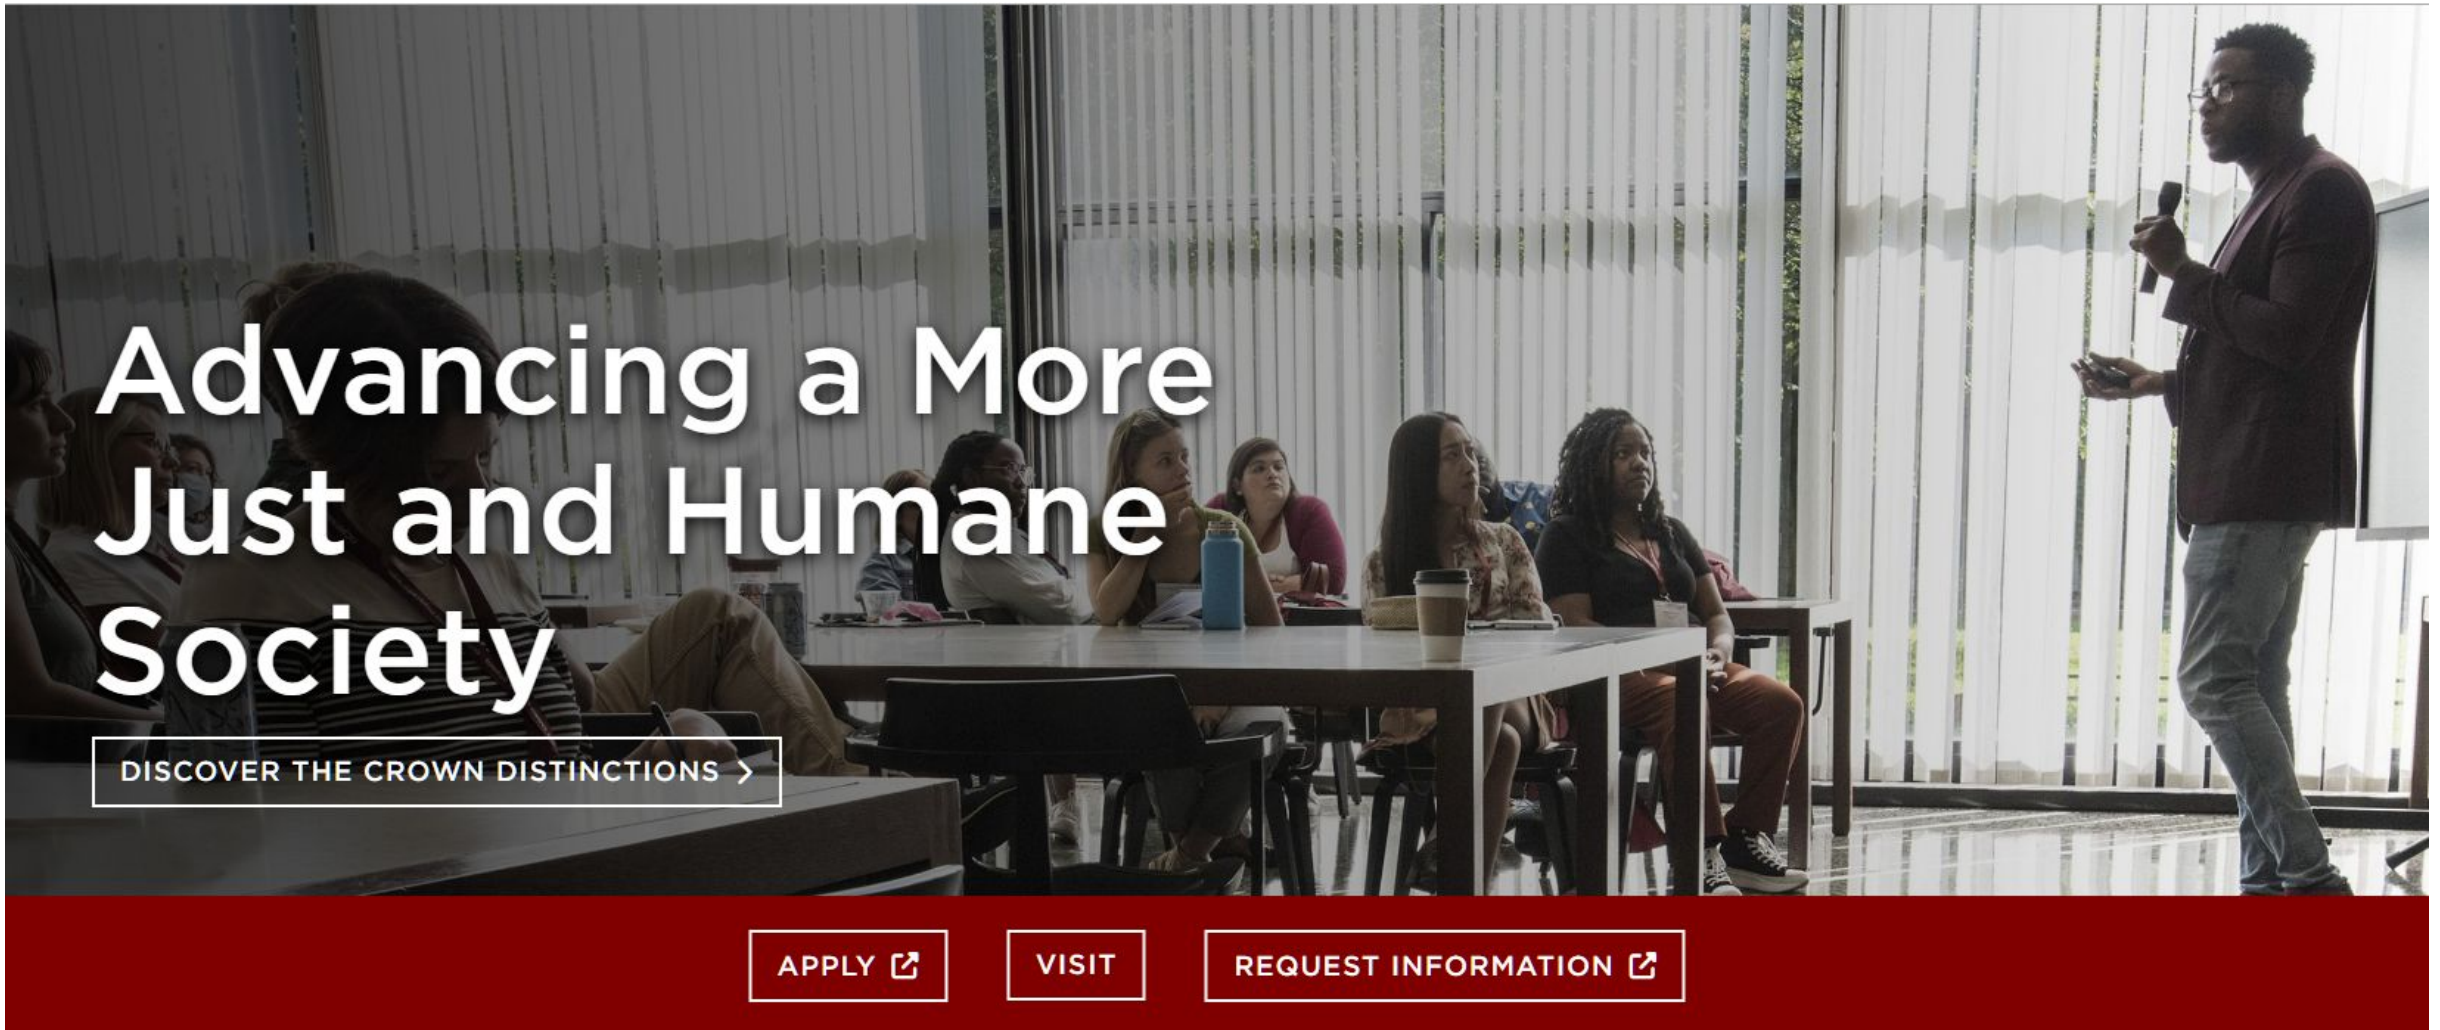 Advancing a More
Just and Humane
Society
DISCOVER THE CROWN DISTINCTIONS
APPLY
VISIT
REQUEST INFORMATION